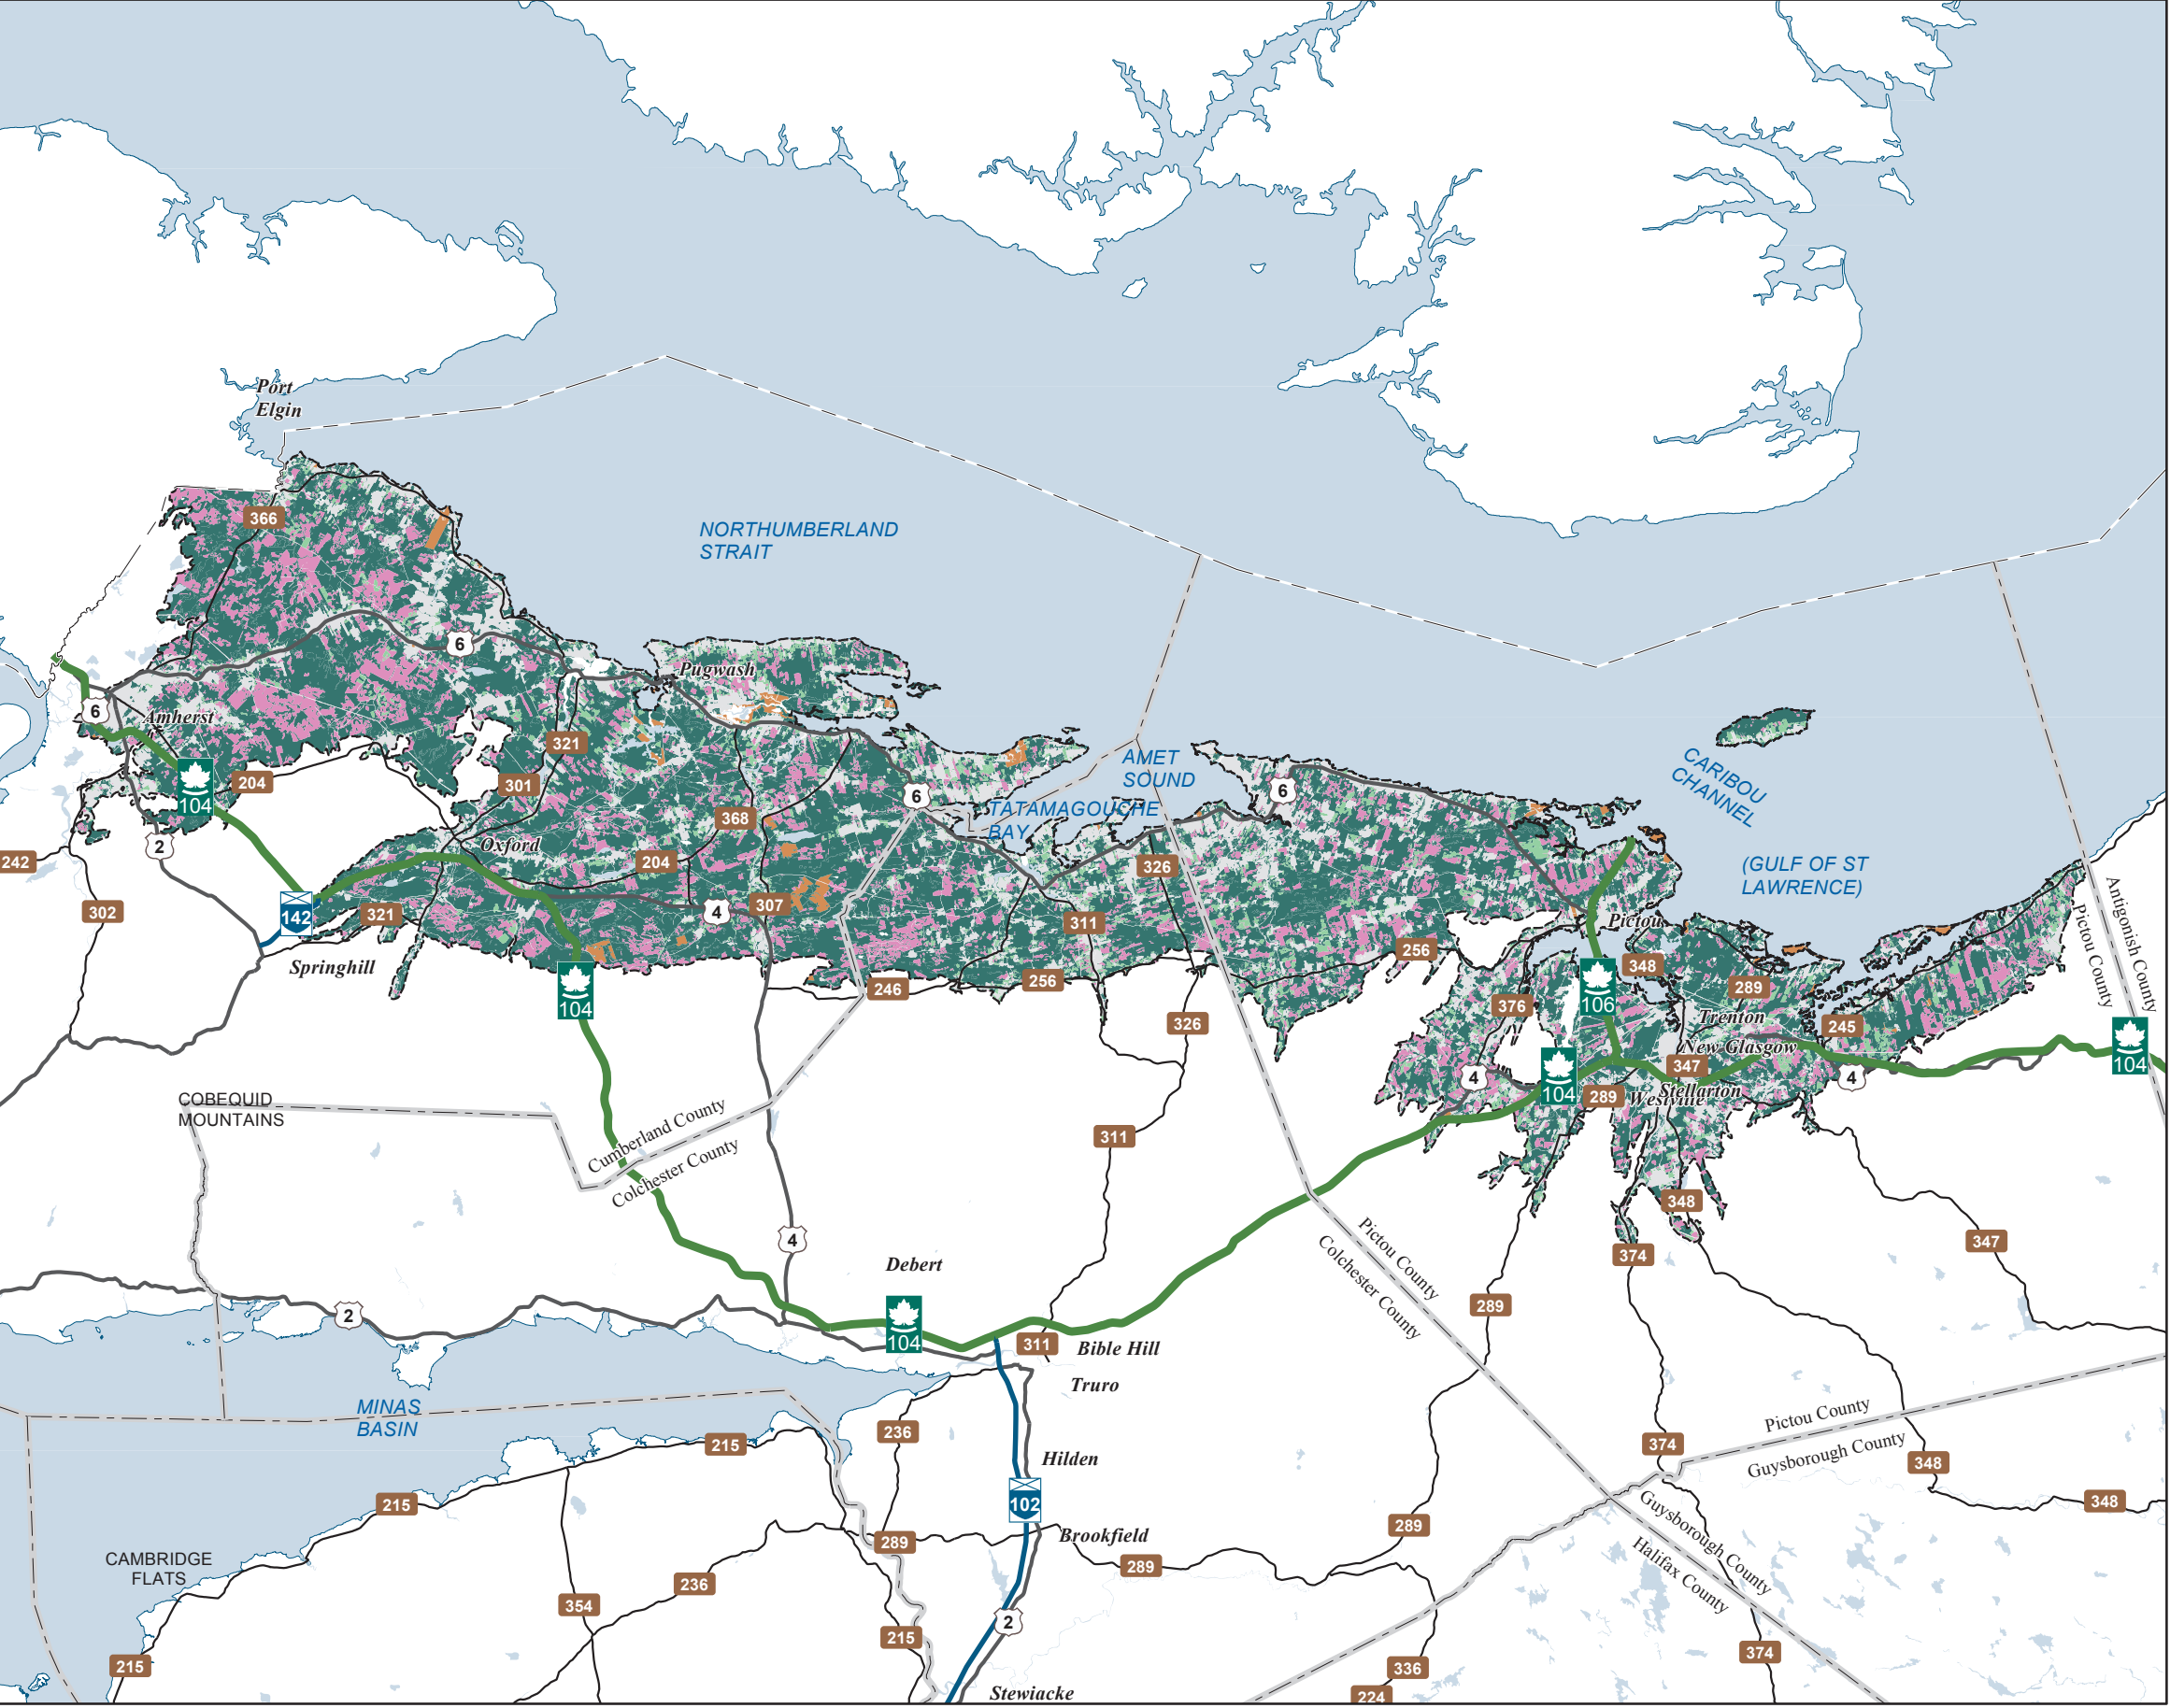 Port
Elgin
366
NORTHUMBERLAND
STRAIT
6
Pugwash
6
Amherst
321
AMET
SOUND
CARIBOU
CHANNEL
104
204
301
6
6
TATAMAGOUCHE
BAY
368
2
Oxford
242
204
326
(GULF OF ST
LAWRENCE)
302
142
321
4
307
311
Pictou
Antigonish County
Pictou County
Springhill
104
246
256
256
348
106
289
376
326
Trenton
245
New Glasgow
104
347
4
104
4
289
Westville
Stellarton
COBEQUID
MOUNTAINS
Cumberland County
Colchester County
311
348
4
374
347
Pictou County
Colchester County
Debert
2
104
289
311
Bible Hill
Truro
MINAS
BASIN
236
215
Pictou County
Guysborough County
374
348
Hilden
215
102
348
Guysborough County
Halifax County
289
Brookfield
289
289
CAMBRIDGE
FLATS
236
354
2
215
215
336
374
Stewiacke
224